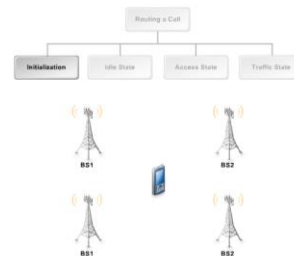 Routing a Call
Initialization
Idle State
Access State
Traffic State
BS1
BS2
BS1
BS2